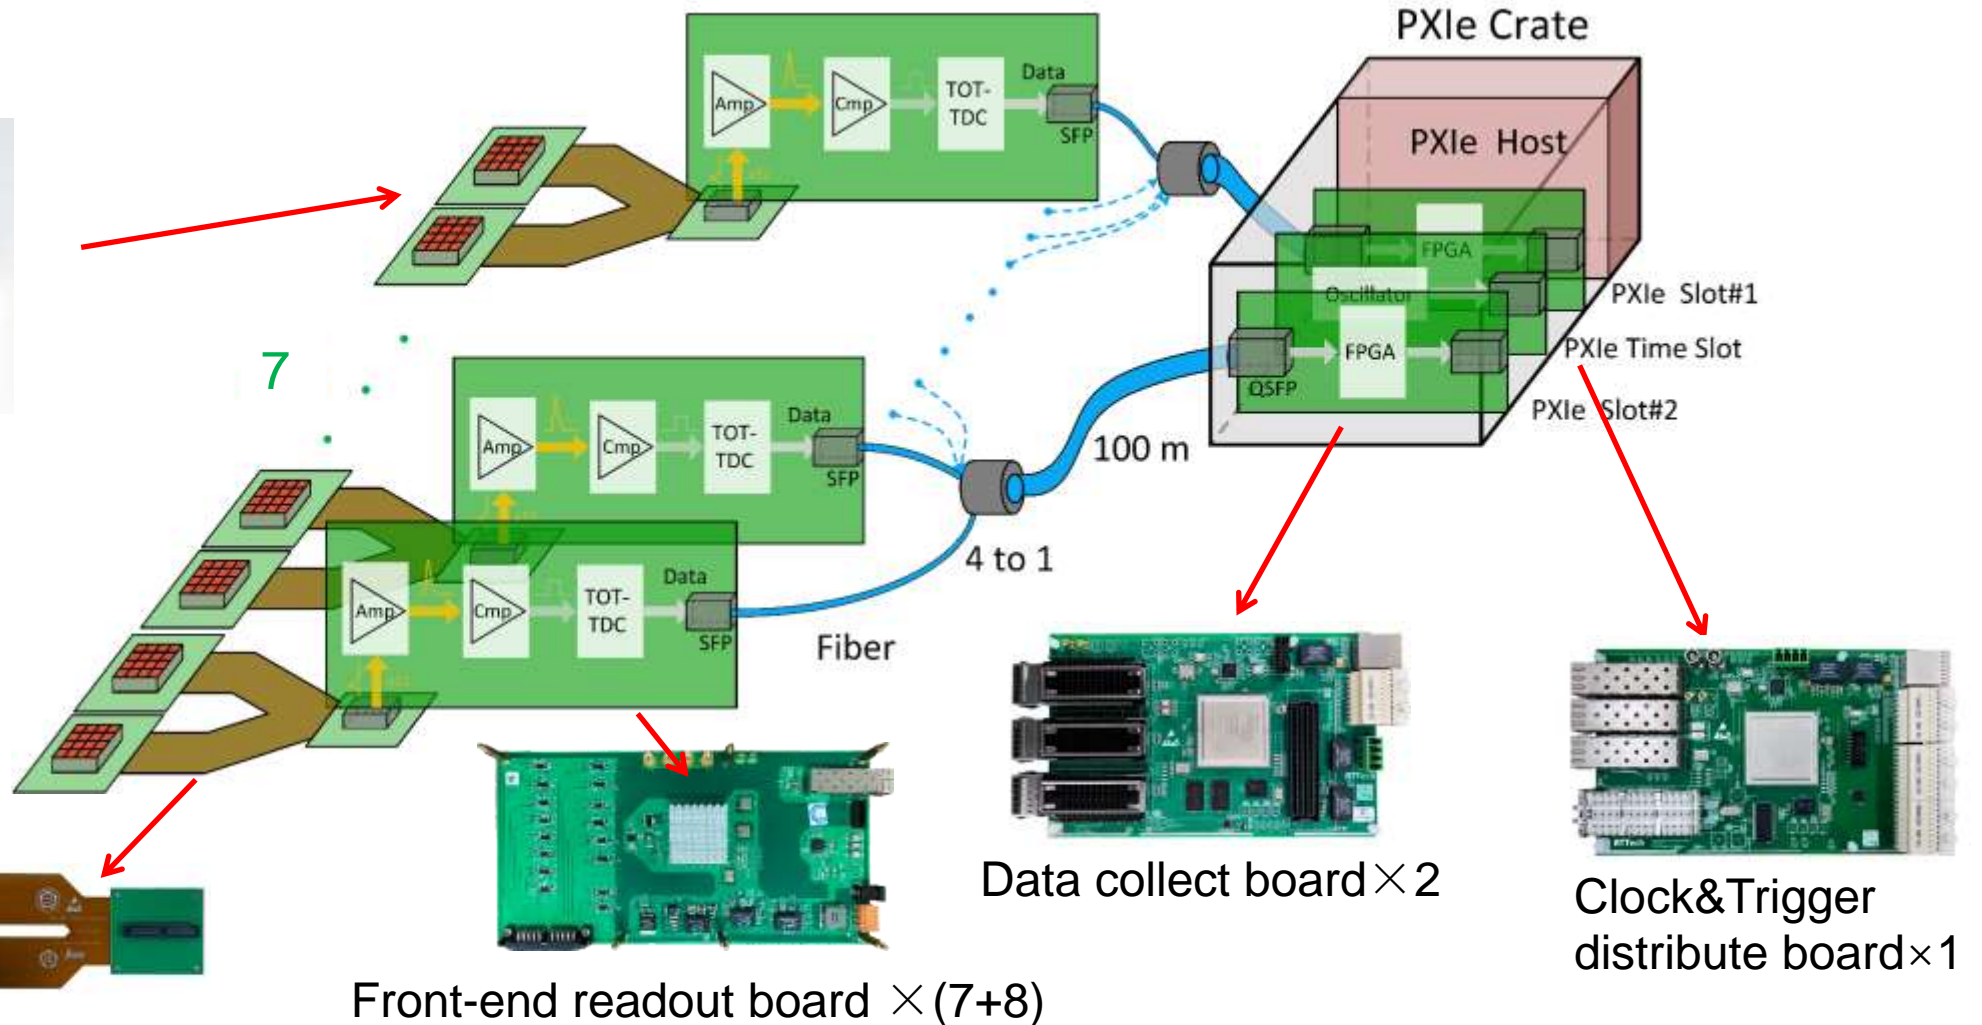 PXIe Crate
Data
Amp
Cmp
TOT-
TDC
SFP
PXIe Host
FPGA
Oscillator
PXIe Slot#1
7
PXIe Time Slot
FPGA
QSFP
PXIe Slot#2
Data
Amp
Cmp
TOT-
TDC
SFP
100 m
4 to 1
Data
Amp
Cmp
TOT-
TDC
SFP
Fiber
Data collect board×2
Clock&Trigger
distribute board×1
Front-end readout board ×(7+8)